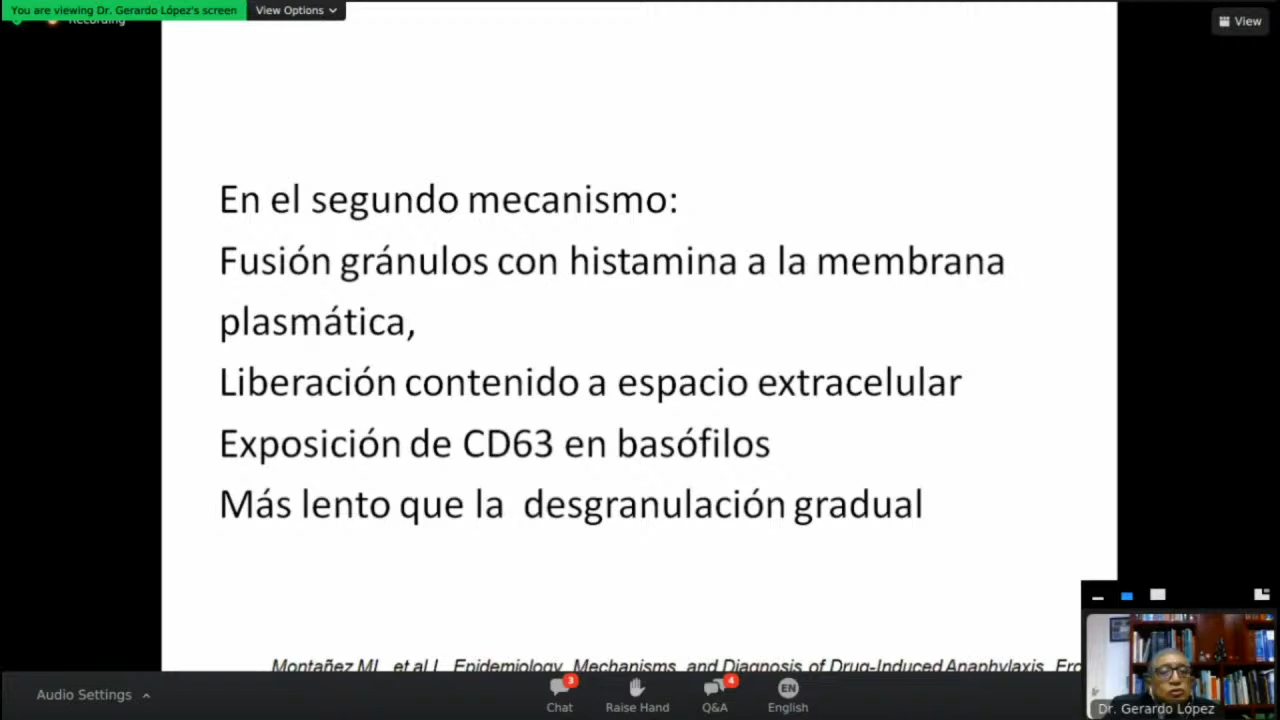 You are viewing Dr. Gerardo López's screen
View Options
Recording
View
En el segundo mecanismo:
Fusión gránulos con histamina a la membrana
plasmática,
Liberación contenido a espacio extracelular
Exposición de CD63 en basófilos
Más lento que la desgranulación gradual
Montañez MI, et al. Epidemiology, Mechanisms, and Diagnosis of Drug-Induced Anaphylaxis.
Audio Settings
3
4
EN
Chat
Raise Hand
Q&A
English
Dr. Gerardo López